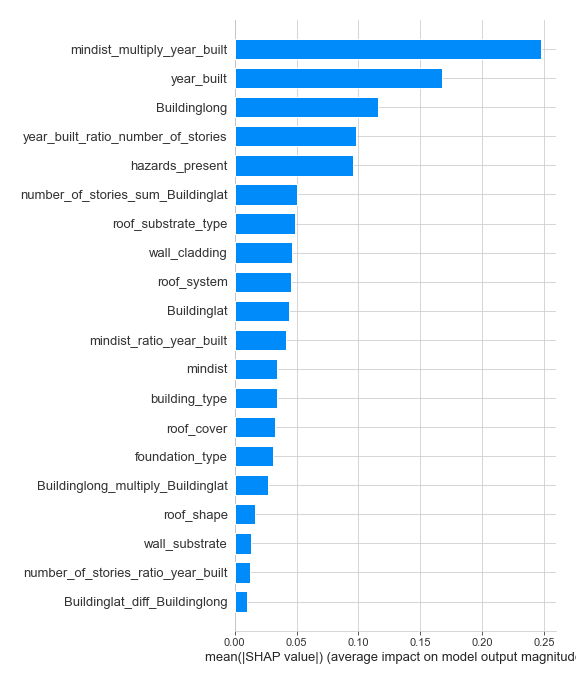 mindist_multiply_year_built
year_built
Buildinglong
year_built_ratio_number_of_stories
hazards_present
number_of_stories_sum_Buildinglat
roof_substrate_type
wall_cladding
roof_system
Buildinglat
mindist_ratio_year_built
mindist
building_type
roof_cover
foundation_type
Buildinglong_multiply_Buildinglat
roof_shape
wall_substrate
number_of_stories_ratio_year_built
Buildinglat_diff_Buildinglong
0.00 0.05 0.10 0.15 0.20 0.25
mean(|SHAP value|) (average impact on model output magnitude